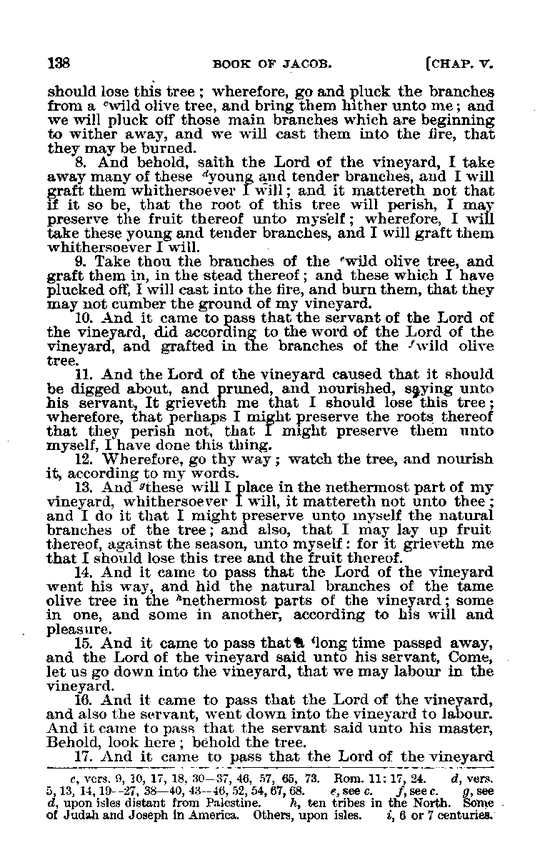 138 BOOK OF JACOB. [CHAP. V.
should lose this tree; wherefore, go and pluck the branches
from a ᶜwild olive tree, and bring them hither unto me; and
we will pluck off those main branches which are beginning
to wither away, and we will cast them into the fire, that
they may be burned.
8. And behold, saith the Lord of the vineyard, I take
away many of these ᵈyoung and tender branches, and I will
graft them whithersoever I will; and it mattereth not that
if it so be, that the root of this tree will perish, I may
preserve the fruit thereof unto myself; wherefore, I will
take these young and tender branches, and I will graft them
whithersoever I will.
9. Take thou the branches of the ᵉwild olive tree, and
graft them in, in the stead thereof; and these which I have
plucked off, I will cast into the fire, and burn them, that they
may not cumber the ground of my vineyard.
10. And it came to pass that the servant of the Lord of
the vineyard, did according to the word of the Lord of the
vineyard, and grafted in the branches of the ᶠwild olive
tree.
11. And the Lord of the vineyard caused that it should
be digged about, and pruned, and nourished, saying unto
his servant, It grieveth me that I should lose this tree;
wherefore, that perhaps I might preserve the roots thereof
that they perish not, that I might preserve them unto
myself, I have done this thing.
12. Wherefore, go thy way; watch the tree, and nourish
it, according to my words.
13. And ᵍthese will I place in the nethermost part of my
vineyard, whithersoever I will, it mattereth not unto thee;
and I do it that I might preserve unto myself the natural
branches of the tree; and also, that I may lay up fruit
thereof, against the season, unto myself: for it grieveth me
that I should lose this tree and the fruit thereof.
14. And it came to pass that the Lord of the vineyard
went his way, and hid the natural branches of the tame
olive tree in the ʰnethermost parts of the vineyard; some
in one, and some in another, according to his will and
pleasure.
15. And it came to pass that a ⁱlong time passed away,
and the Lord of the vineyard said unto his servant, Come,
let us go down into the vineyard, that we may labour in the
vineyard.
16. And it came to pass that the Lord of the vineyard,
and also the servant, went down into the vineyard to labour.
And it came to pass that the servant said unto his master,
Behold, look here; behold the tree.
17. And it came to pass that the Lord of the vineyard
c, vers. 9, 10, 17, 18, 30—37, 46, 57, 65, 73. Rom. 11:17, 24. d, vers.
5, 13, 14, 19--27, 38—40, 43--46, 52, 54, 67, 68. e, see c. f, see c. g, see
d, upon isles distant from Palestine. h, ten tribes in the North. Some
of Judah and Joseph in America. Others, upon isles. i, 6 or 7 centuries.